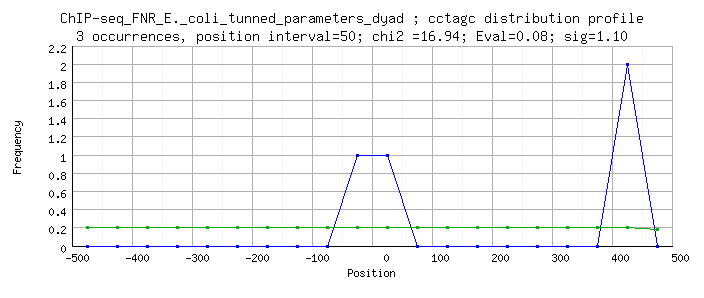 ChIP-seq_FNR_E._coli_tunned_parameters_dyad ; cctagc distribution profile
3 occurrences, position interval=50; chi2 =16.94; Eval=0.08; sig=1.10
2.2
2
1.8
1.6
1.4
1.2
1
0.8
0.6
0.4
0.2
0
Frequency
-500 -400 -300 -200 -100 0 100 200 300 400 500
Position